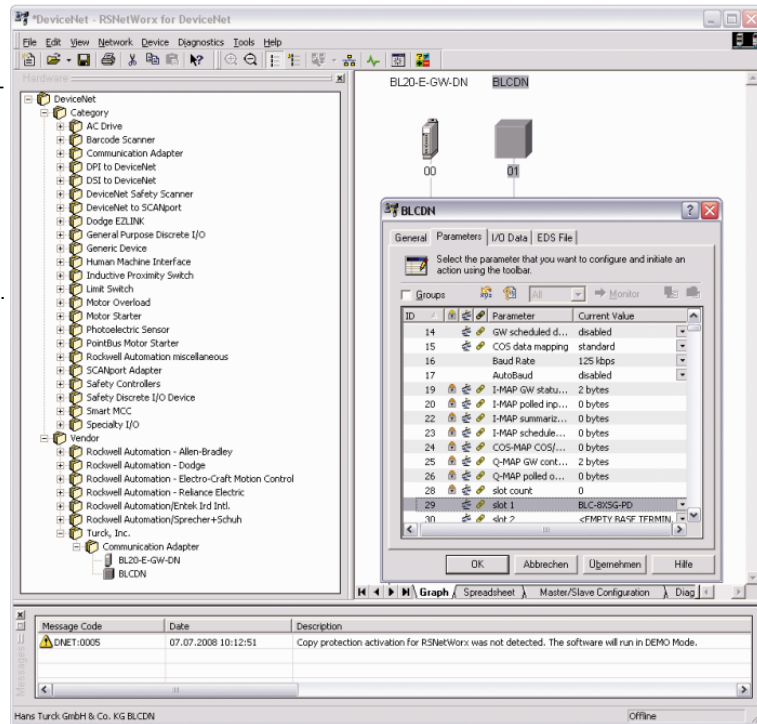 *DeviceNet - RSNetWorx for DeviceNet
File Edit View Network Device Diagnostics Tools Help
Hardware
DeviceNet
Category
AC Drive
Barcode Scanner
Communication Adapter
DPI to DeviceNet
DSI to DeviceNet
DeviceNet Safety Scanner
DeviceNet to SCANport
Dodge EZLINK
General Purpose Discrete I/O
Generic Device
Human Machine Interface
Inductive Proximity Switch
Limit Switch
Motor Overload
Motor Starter
Photoelectric Sensor
PointBus Motor Starter
Rockwell Automation miscellaneous
SCANport Adapter
Safety Controllers
Safety Discrete I/O Device
Smart MCC
Specialty I/O
Vendor
Rockwell Automation - Allen-Bradley
Rockwell Automation - Dodge
Rockwell Automation - Electro-Craft Motion Control
Rockwell Automation - Reliance Electric
Rockwell Automation/Entek Ird Intl.
Rockwell Automation/Sprecher+Schuh
Turck, Inc.
Communication Adapter
BL20-E-GW-DN
BLCDN
BL20-E-GW-DN BLCDN
00 01
BLCDN
General Parameters I/O Data EDS File
Select the parameter that you want to configure and initiate an
action using the toolbar.
Groups All Monitor
ID Parameter Current Value
14 GW scheduled d... disabled
15 COS data mapping standard
16 Baud Rate 125 kbps
17 AutoBaud disabled
19 I-MAP GW statu... 2 bytes
20 I-MAP polled inp... 0 bytes
22 I-MAP summariz... 0 bytes
23 I-MAP schedule... 0 bytes
24 COS-MAP COS/... 0 bytes
25 Q-MAP GW cont... 2 bytes
26 Q-MAP polled o... 0 bytes
28 slot count 0
29 slot 1 BLC-8XSG-PD
30 slot 2 <EMPTY BASE TERMIN.
OK Abbrechen Übernehmen Hilfe
Graph Spreadsheet Master/Slave Configuration Diag
Messages
Message Code Date Description
DNET:0005 07.07.2008 10:12:51 Copy protection activation for RSNetWorx was not detected. The software will run in DEMO Mode.
Hans Turck GmbH & Co. KG BLCDN Offline